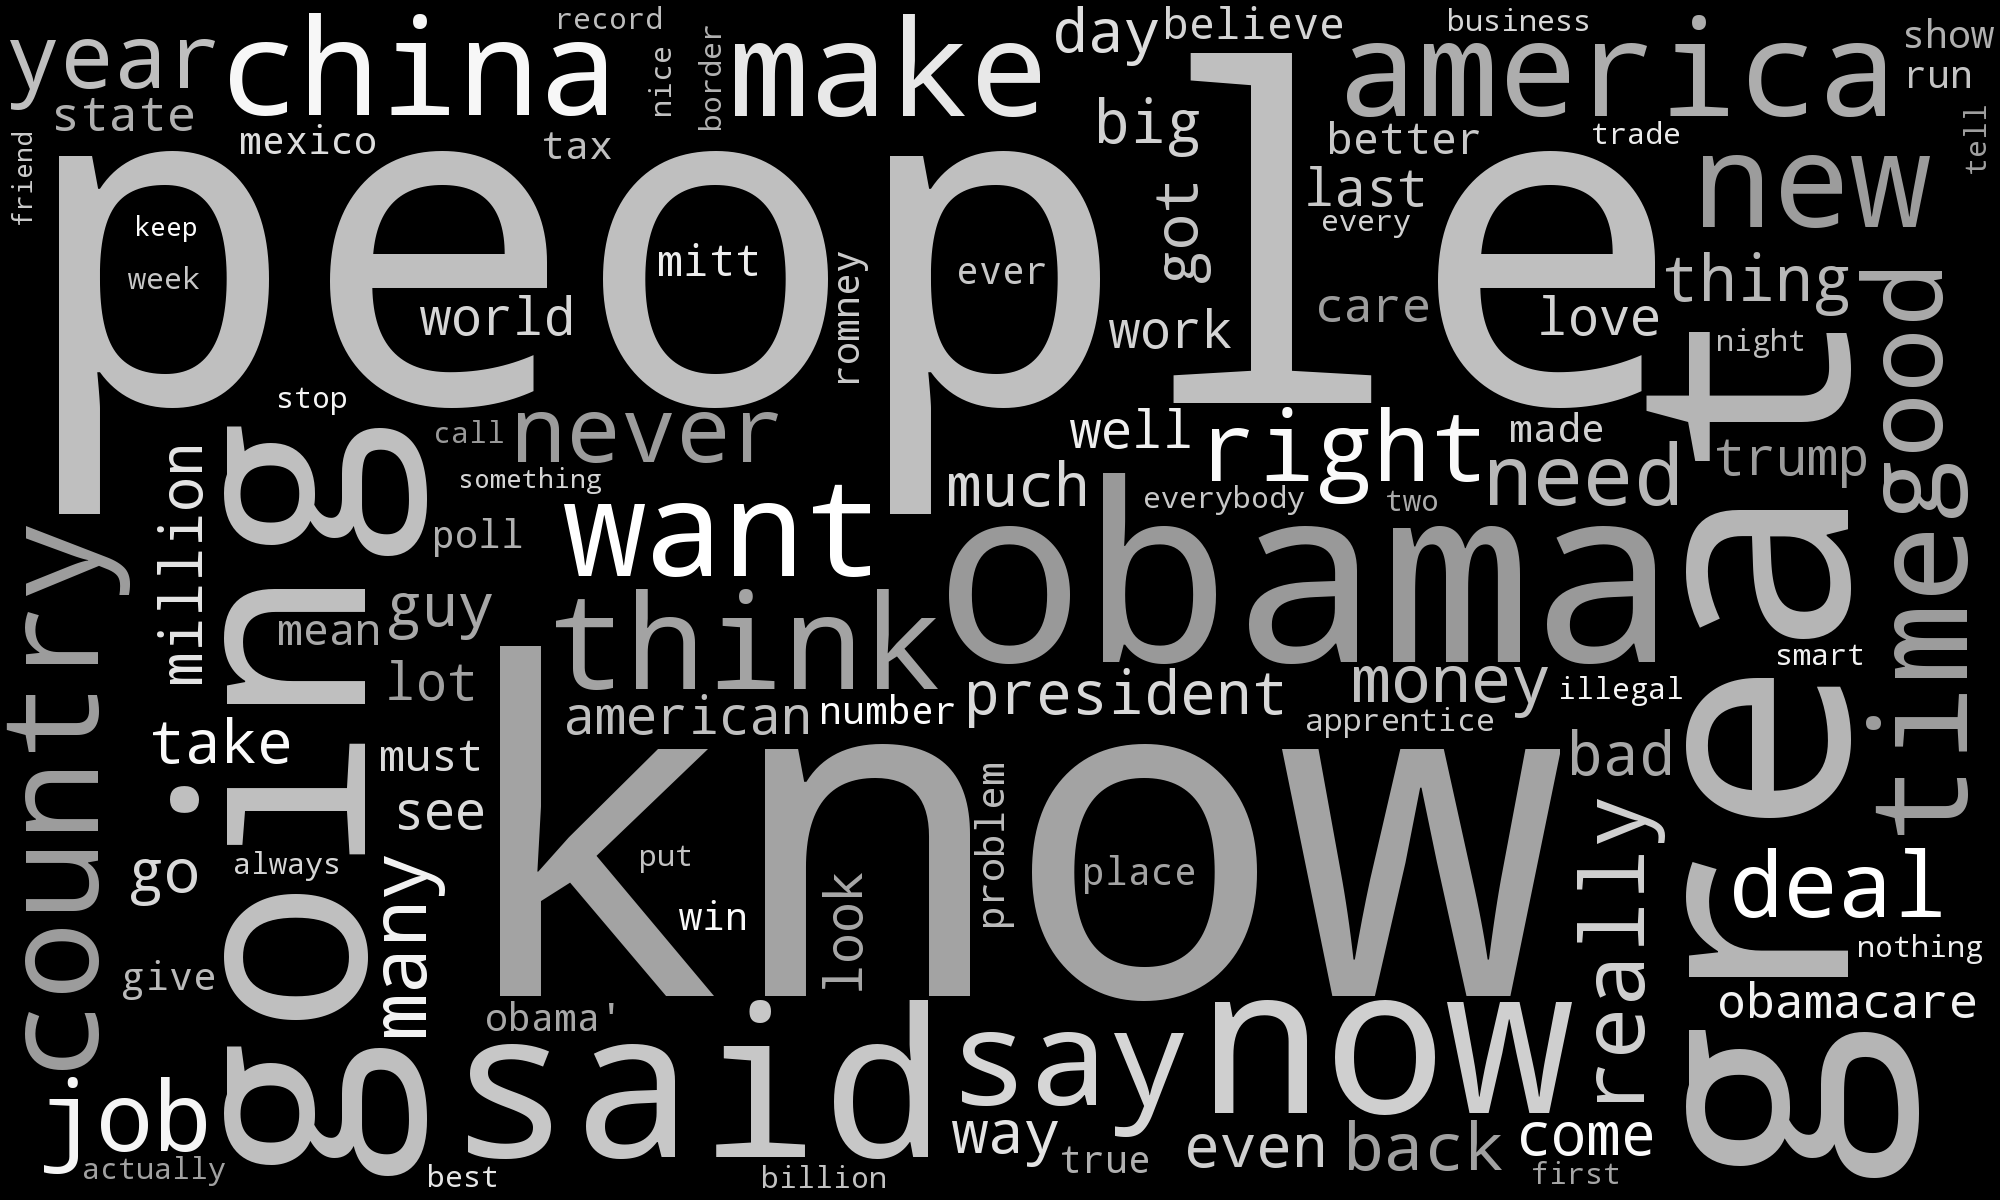 year
china
record
nice
border
make
day
believe
business
america
show
run
state
mexico
tax
big
better
trade
tell
friend
people
new
last
every
got
keep
week
mitt
ever
world
romney
work
care
love
thing
night
good
stop
call
never
well
right
made
need
trump
great
million
going
something
much
everybody
two
want
poll
obama
country
guy
think
time
mean
lot
american
number
president
money
illegal
smart
apprentice
take
must
know
bad
see
problem
really
go
always
many
put
place
deal
win
look
nothing
give
obama'
obamacare
job
said
say
now
way
even
back
come
actually
best
billion
true
first